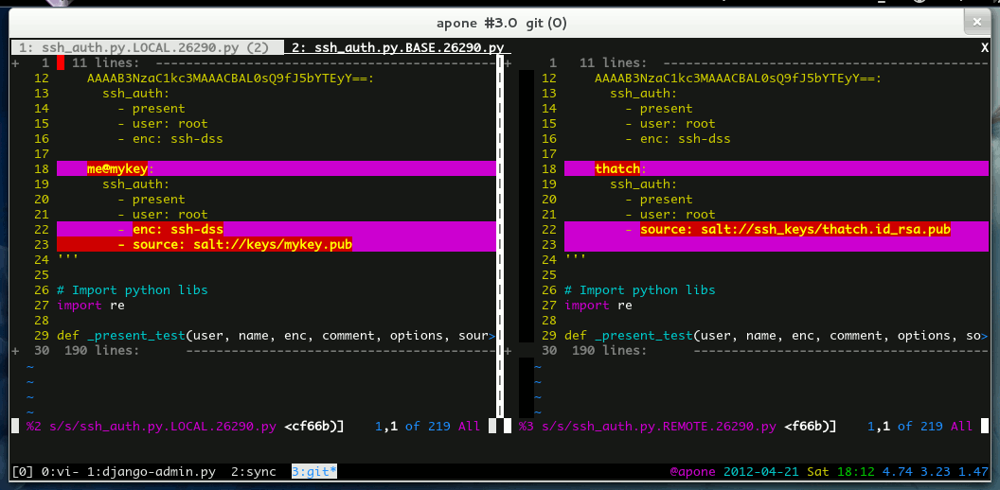 apone #3.0 git (0)
1: ssh_auth.py.LOCAL.26290.py (2) 2: ssh_auth.py.BASE.26290.py X
+ 1 11 lines: ---------------------------------------- + 1 11 lines: ----------------------------------------
12 AAAAB3NzaC1kc3MAAACBAL0sQ9fJ5bYTEyY==: 12 AAAAB3NzaC1kc3MAAACBAL0sQ9fJ5bYTEyY==:
13 ssh_auth: 13 ssh_auth:
14 - present 14 - present
15 - user: root 15 - user: root
16 - enc: ssh-dss 16 - enc: ssh-dss
17 17
18 me@mykey: 18 thatch:
19 ssh_auth: 19 ssh_auth:
20 - present 20 - present
21 - user: root 21 - user: root
22 - enc: ssh-dss 22 - source: salt://ssh_keys/thatch.id_rsa.pub
23 - source: salt://keys/mykey.pub 23
24 ''' 24 '''
25 25
26 # Import python libs 26 # Import python libs
27 import re 27 import re
28 28
29 def _present_test(user, name, enc, comment, options, sour> 29 def _present_test(user, name, enc, comment, options, so>
+ 30 190 lines: ---------------------------------------- + 30 190 lines: ---------------------------------------
~ ~
~ ~
~ ~
~ ~
%2 s/s/ssh_auth.py.LOCAL.26290.py <cf66b)] 1,1 of 219 All %3 s/s/ssh_auth.py.REMOTE.26290.py <f66b)] 1,1 of 219 All
[0] 0:vi- 1:django-admin.py 2:sync 3:git* @apone 2012-04-21 Sat 18:12 4.74 3.23 1.47